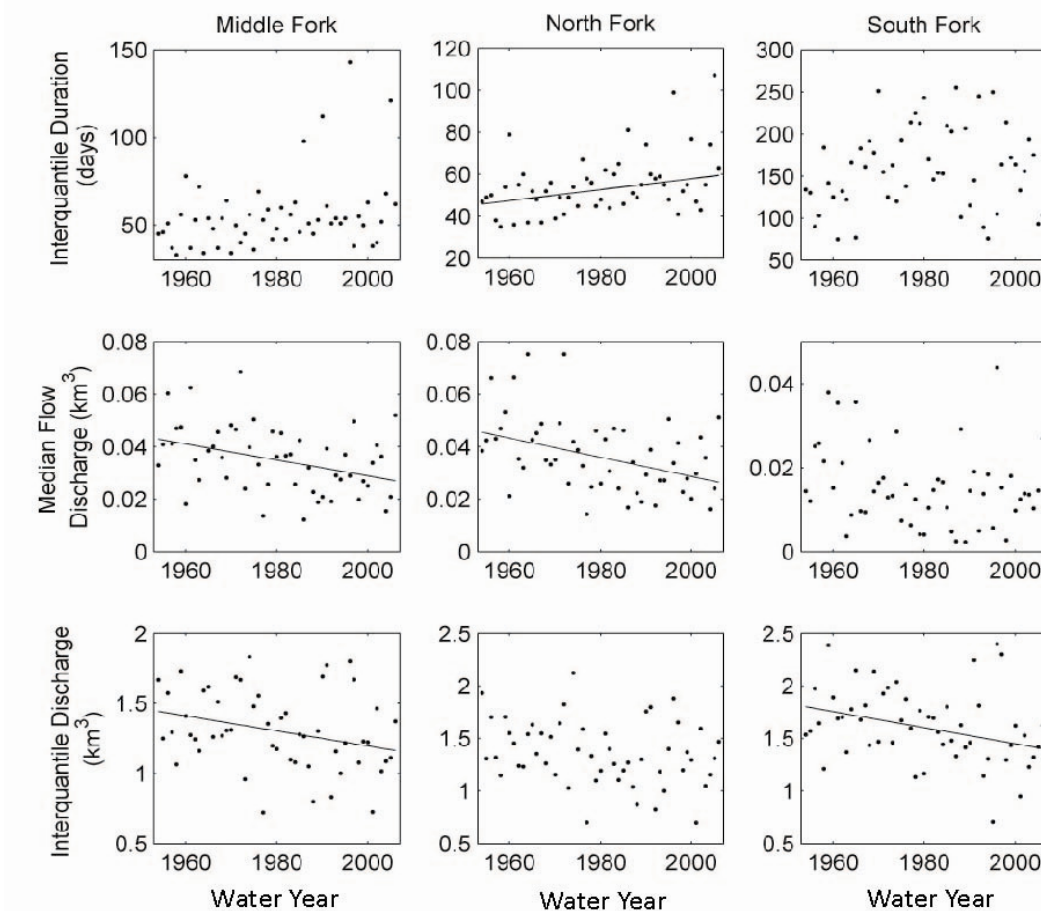 Middle Fork
North Fork
South Fork
Interquantile Duration
(days)
150
100
50
1960 1980 2000
120
100
80
60
40
20
1960 1980 2000
300
250
200
150
100
50
1960 1980 2000
Median Flow
Discharge (km³)
0.08
0.06
0.04
0.02
0
1960 1980 2000
0.08
0.06
0.04
0.02
0
1960 1980 2000
0.04
0.02
0
1960 1980 2000
Interquantile Discharge
(km³)
2
1.5
1
0.5
1960 1980 2000
2.5
2
1.5
1
0.5
1960 1980 2000
2.5
2
1.5
1
0.5
1960 1980 2000
Water Year
Water Year
Water Year